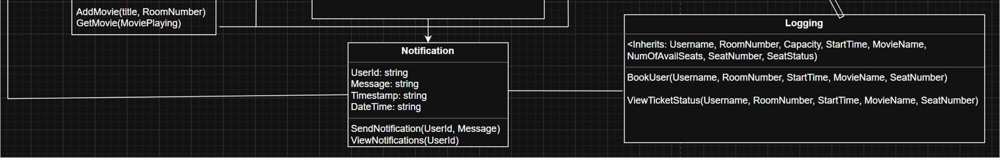 AddMovie(title, RoomNumber)
GetMovie(MoviePlaying)
Notification
UserId: string
Message: string
Timestamp: string
DateTime: string
SendNotification(UserId, Message)
ViewNotifications(UserId)
Logging
<Inherits: Username, RoomNumber, Capacity, StartTime, MovieName,
NumOfAvailSeats, SeatNumber, SeatStatus)
BookUser(Username, RoomNumber, StartTime, MovieName, SeatNumber)
ViewTicketStatus(Username, RoomNumber, StartTime, MovieName, SeatNumber)